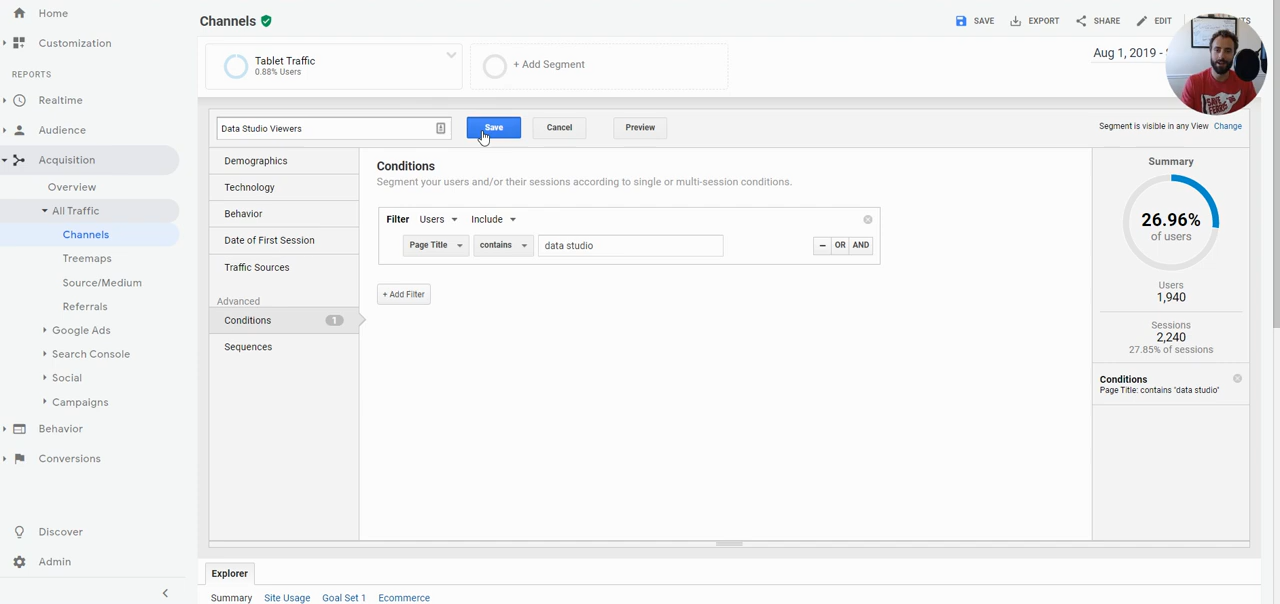 Home
Customization
REPORTS
Realtime
Audience
Acquisition
Overview
All Traffic
Channels
Treemaps
Source/Medium
Referrals
Google Ads
Search Console
Social
Campaigns
Behavior
Conversions
Discover
Admin
Channels
SAVE
EXPORT
SHARE
EDIT
Tablet Traffic
0.88% Users
+ Add Segment
Aug 1, 2019 -
Data Studio Viewers
Save
Cancel
Preview
Segment is visible in any View Change
Demographics
Technology
Behavior
Date of First Session
Traffic Sources
Advanced
Conditions 1
Sequences
Conditions
Segment your users and/or their sessions according to single or multi-session conditions.
Filter Users Include
Page Title contains data studio − OR AND
+ Add Filter
Summary
26.96%
of users
Users
1,940
Sessions
2,240
27.85% of sessions
Conditions
Page Title: contains "data studio"
Explorer
Summary Site Usage Goal Set 1 Ecommerce